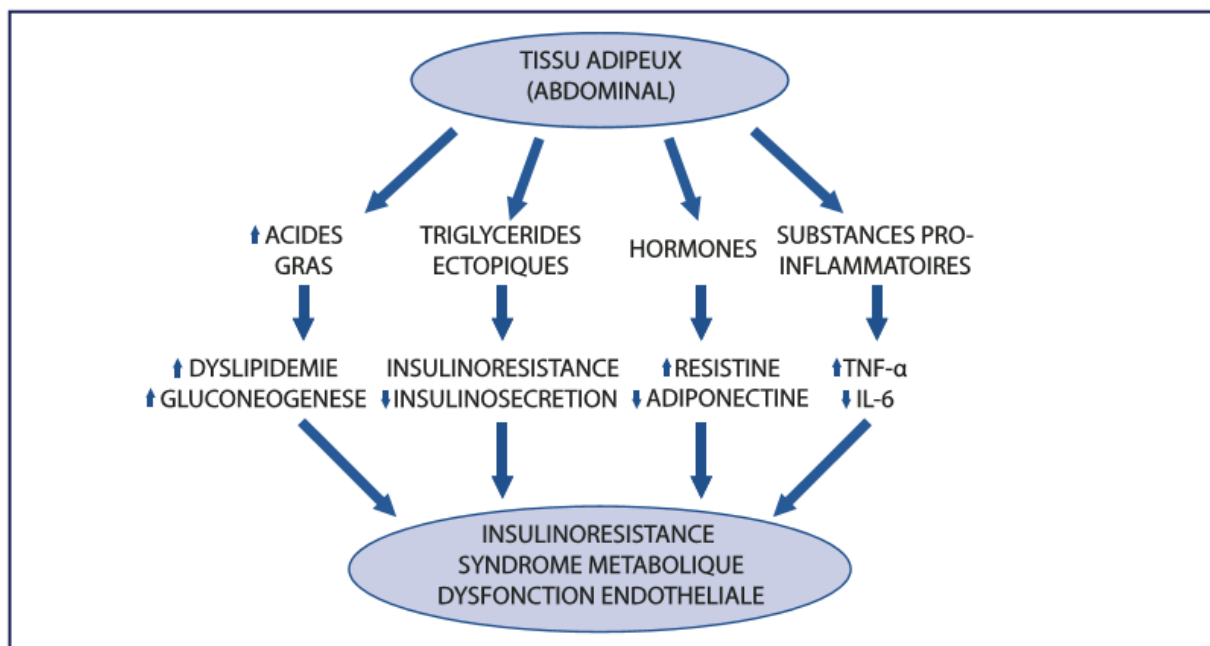 TISSU ADIPEUX
(ABDOMINAL)
⬆ ACIDES
GRAS
TRIGLYCERIDES
ECTOPIQUES
HORMONES
SUBSTANCES PRO-
INFLAMMATOIRES
⬆ DYSLIPIDEMIE
⬆ GLUCONEOGENESE
INSULINORESISTANCE
⬇ INSULINOSECRETION
⬆ RESISTINE
⬇ ADIPONECTINE
⬆ TNF-α
⬇ IL-6
INSULINORESISTANCE
SYNDROME METABOLIQUE
DYSFONCTION ENDOTHELIALE